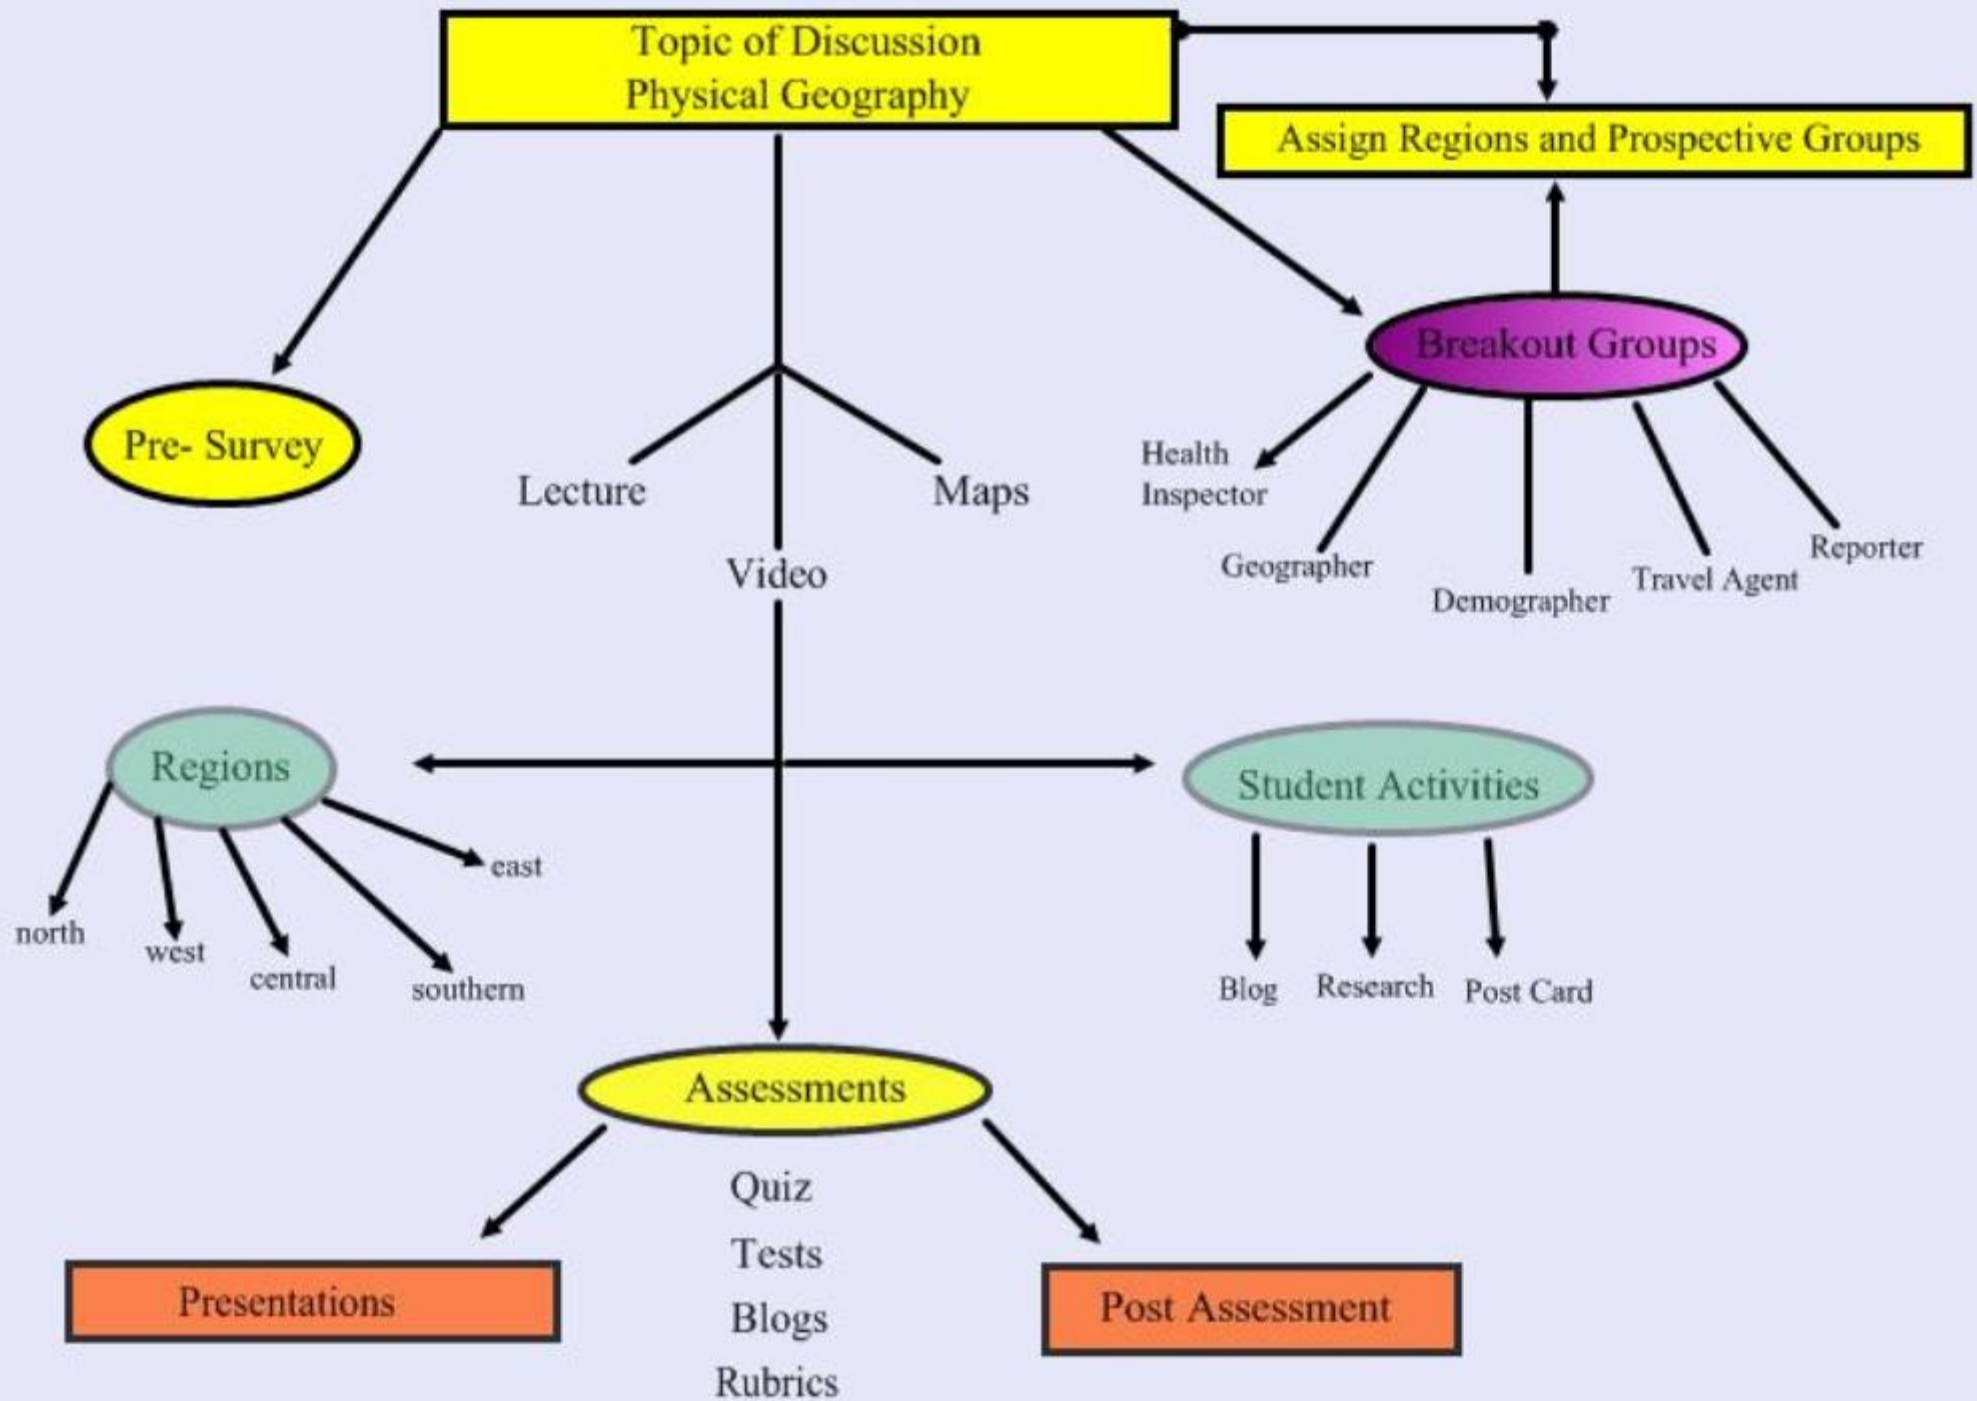 Topic of Discussion
Physical Geography
Assign Regions and Prospective Groups
Breakout Groups
Pre- Survey
Lecture
Maps
Video
Health
Inspector
Geographer
Demographer
Travel Agent
Reporter
Regions
north
west
central
southern
east
Student Activities
Blog
Research
Post Card
Assessments
Quiz
Tests
Blogs
Rubrics
Presentations
Post Assessment